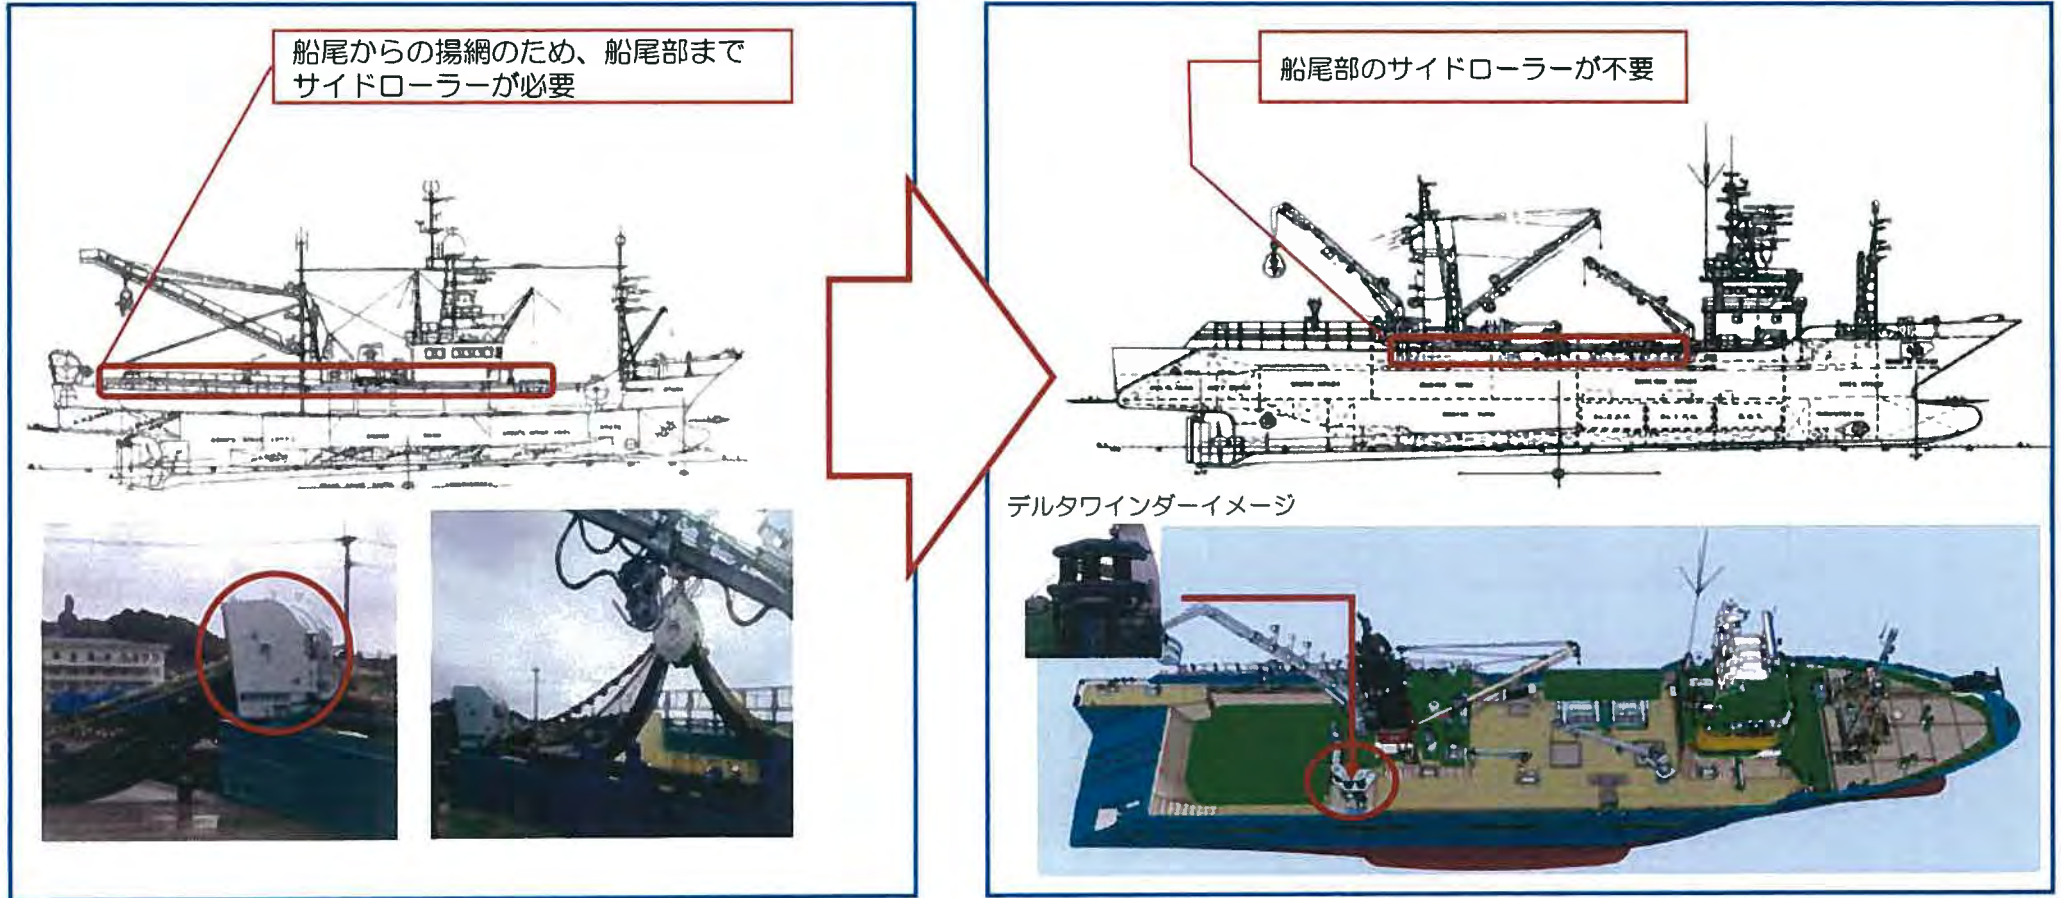 船尾からの揚網のため、船尾部まで
サイドローラーが必要
船尾部のサイドローラーが不要
デルタワインダーイメージ